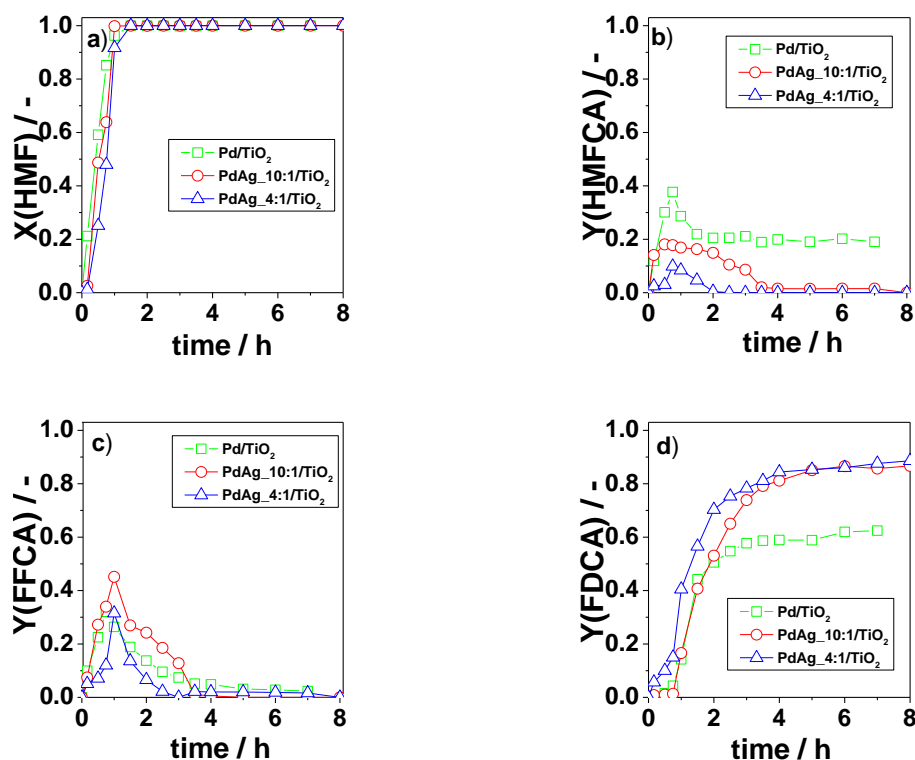 a)
X(HMF) / -
1.0
0.8
0.6
0.4
0.2
0.0
Pd/TiO₂
PdAg_10:1/TiO₂
PdAg_4:1/TiO₂
0 2 4 6 8
time / h
b)
Y(HMFCA) / -
1.0
0.8
0.6
0.4
0.2
0.0
Pd/TiO₂
PdAg_10:1/TiO₂
PdAg_4:1/TiO₂
0 2 4 6 8
time / h
c)
Y(FFCA) / -
1.0
0.8
0.6
0.4
0.2
0.0
Pd/TiO₂
PdAg_10:1/TiO₂
PdAg_4:1/TiO₂
0 2 4 6 8
time / h
d)
Y(FDCA) / -
1.0
0.8
0.6
0.4
0.2
0.0
Pd/TiO₂
PdAg_10:1/TiO₂
PdAg_4:1/TiO₂
0 2 4 6 8
time / h